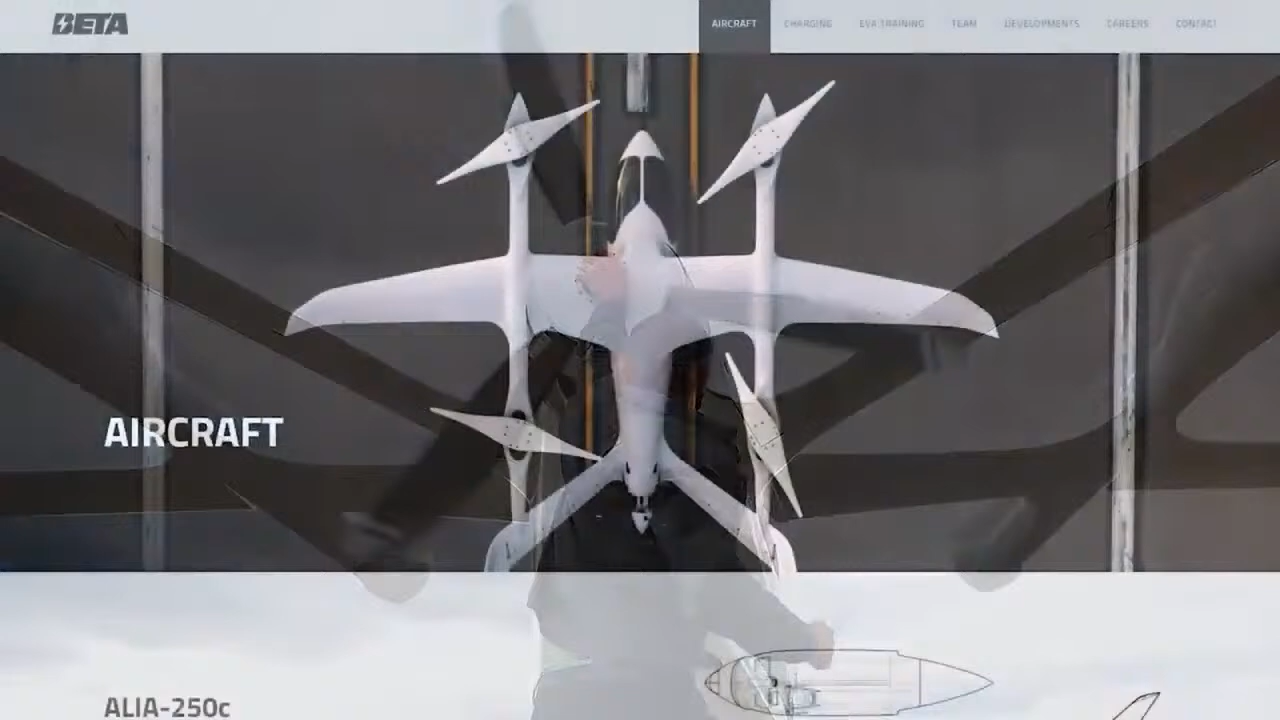 BETA
AIRCRAFT
CHARGING
EVA TRAINING
TEAM
DEVELOPMENTS
CAREERS
CONTACT
AIRCRAFT
ALIA-250c